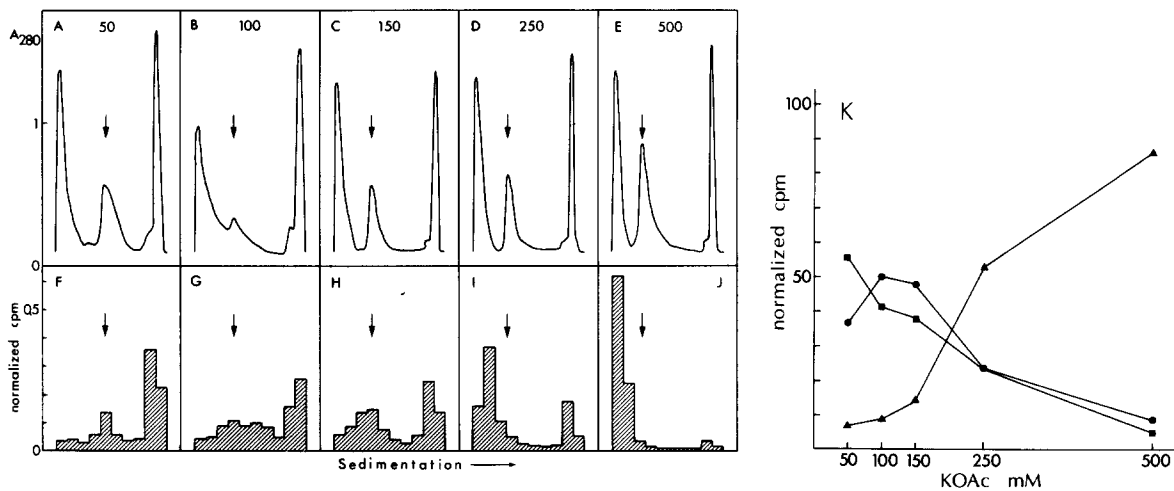 A 50
B 100
C 150
D 250
E 500
A280
1
0
F
G
H
I
J
normalized cpm
0.5
0
Sedimentation
K
normalized cpm
100
50
50 100 150 250 500
KOAc mM